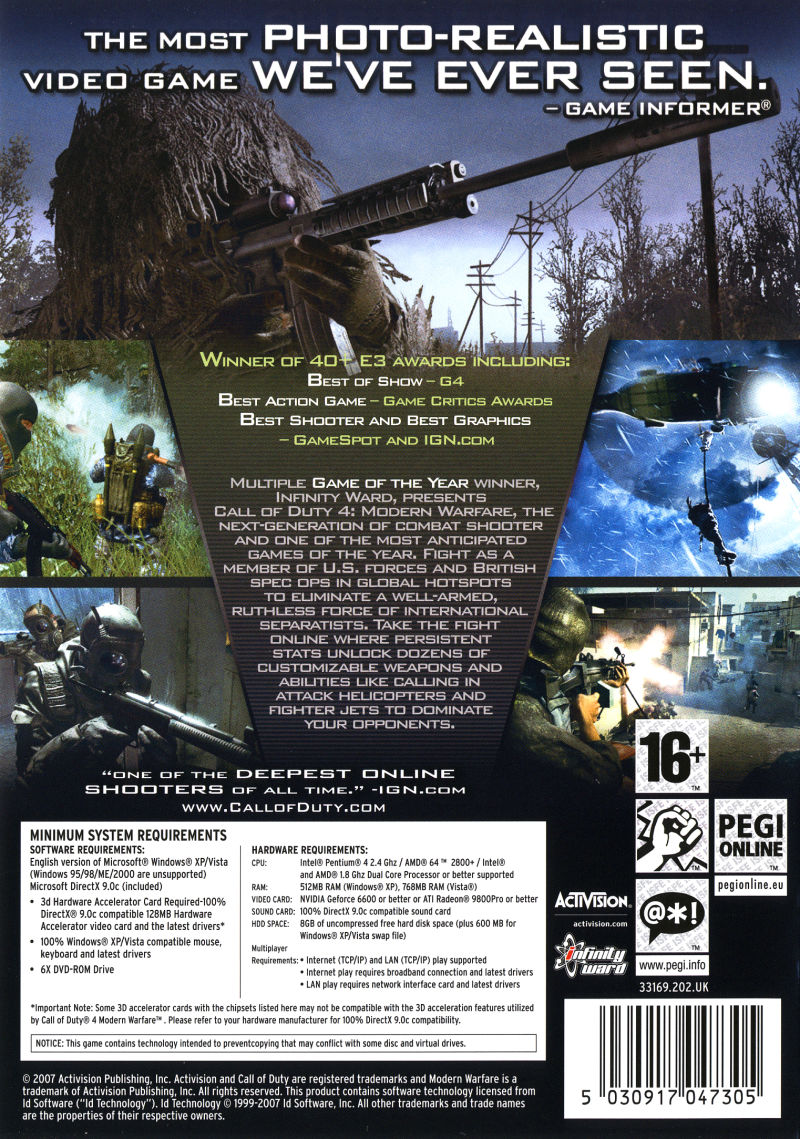 THE MOST PHOTO-REALISTIC
VIDEO GAME WE'VE EVER SEEN.
– GAME INFORMER®
WINNER OF 40+ E3 AWARDS INCLUDING:
BEST OF SHOW – G4
BEST ACTION GAME – GAME CRITICS AWARDS
BEST SHOOTER AND BEST GRAPHICS
– GAMESPOT AND IGN.COM
MULTIPLE GAME OF THE YEAR WINNER,
INFINITY WARD, PRESENTS
CALL OF DUTY 4: MODERN WARFARE, THE
NEXT-GENERATION OF COMBAT SHOOTER
AND ONE OF THE MOST ANTICIPATED
GAMES OF THE YEAR. FIGHT AS A
MEMBER OF U.S. FORCES AND BRITISH
SPEC OPS IN GLOBAL HOTSPOTS
TO ELIMINATE A WELL-ARMED,
RUTHLESS FORCE OF INTERNATIONAL
SEPARATISTS. TAKE THE FIGHT
ONLINE WHERE PERSISTENT
STATS UNLOCK DOZENS OF
CUSTOMIZABLE WEAPONS AND
ABILITIES LIKE CALLING IN
ATTACK HELICOPTERS AND
FIGHTER JETS TO DOMINATE
YOUR OPPONENTS.
"ONE OF THE DEEPEST ONLINE
SHOOTERS OF ALL TIME." -IGN.COM
WWW.CALLOFDUTY.COM
MINIMUM SYSTEM REQUIREMENTS
SOFTWARE REQUIREMENTS:
English version of Microsoft® Windows® XP/Vista
(Windows 95/98/ME/2000 are unsupported)
Microsoft DirectX 9.0c (included)
• 3d Hardware Accelerator Card Required-100%
DirectX® 9.0c compatible 128MB Hardware
Accelerator video card and the latest drivers*
• 100% Windows® XP/Vista compatible mouse,
keyboard and latest drivers
• 6X DVD-ROM Drive
HARDWARE REQUIREMENTS:
CPU: Intel® Pentium® 4 2.4 Ghz / AMD® 64 ™ 2800+ / Intel®
and AMD® 1.8 Ghz Dual Core Processor or better supported
RAM: 512MB RAM (Windows® XP), 768MB RAM (Vista®)
VIDEO CARD: NVIDIA Geforce 6600 or better or ATI Radeon® 9800Pro or better
SOUND CARD: 100% DirectX® 9.0c compatible sound card
HDD SPACE: 8GB of uncompressed free hard disk space (plus 600 MB for
Windows® XP/Vista swap file)
Multiplayer
Requirements: • Internet (TCP/IP) and LAN (TCP/IP) play supported
• Internet play requires broadband connection and latest drivers
• LAN play requires network interface card and latest drivers
*Important Note: Some 3D accelerator cards with the chipsets listed here may not be compatible with the 3D acceleration features utilized
by Call of Duty® 4 Modern Warfare™ . Please refer to your hardware manufacturer for 100% DirectX® 9.0c compatibility.
NOTICE: This game contains technology intended to preventcopying that may conflict with some disc and virtual drives.
© 2007 Activision Publishing, Inc. Activision and Call of Duty are registered trademarks and Modern Warfare is a
trademark of Activision Publishing, Inc. All rights reserved. This product contains software technology licensed from
Id Software ("Id Technology"). Id Technology © 1999-2007 Id Software, Inc. All other trademarks and trade names
are the properties of their respective owners.
16+
™
PEGI
ONLINE
™
pegionline.eu
@*!
™
www.pegi.info
ACTIVISION®
activision.com
infinity
ward
33169.202.UK
5 030917 047305